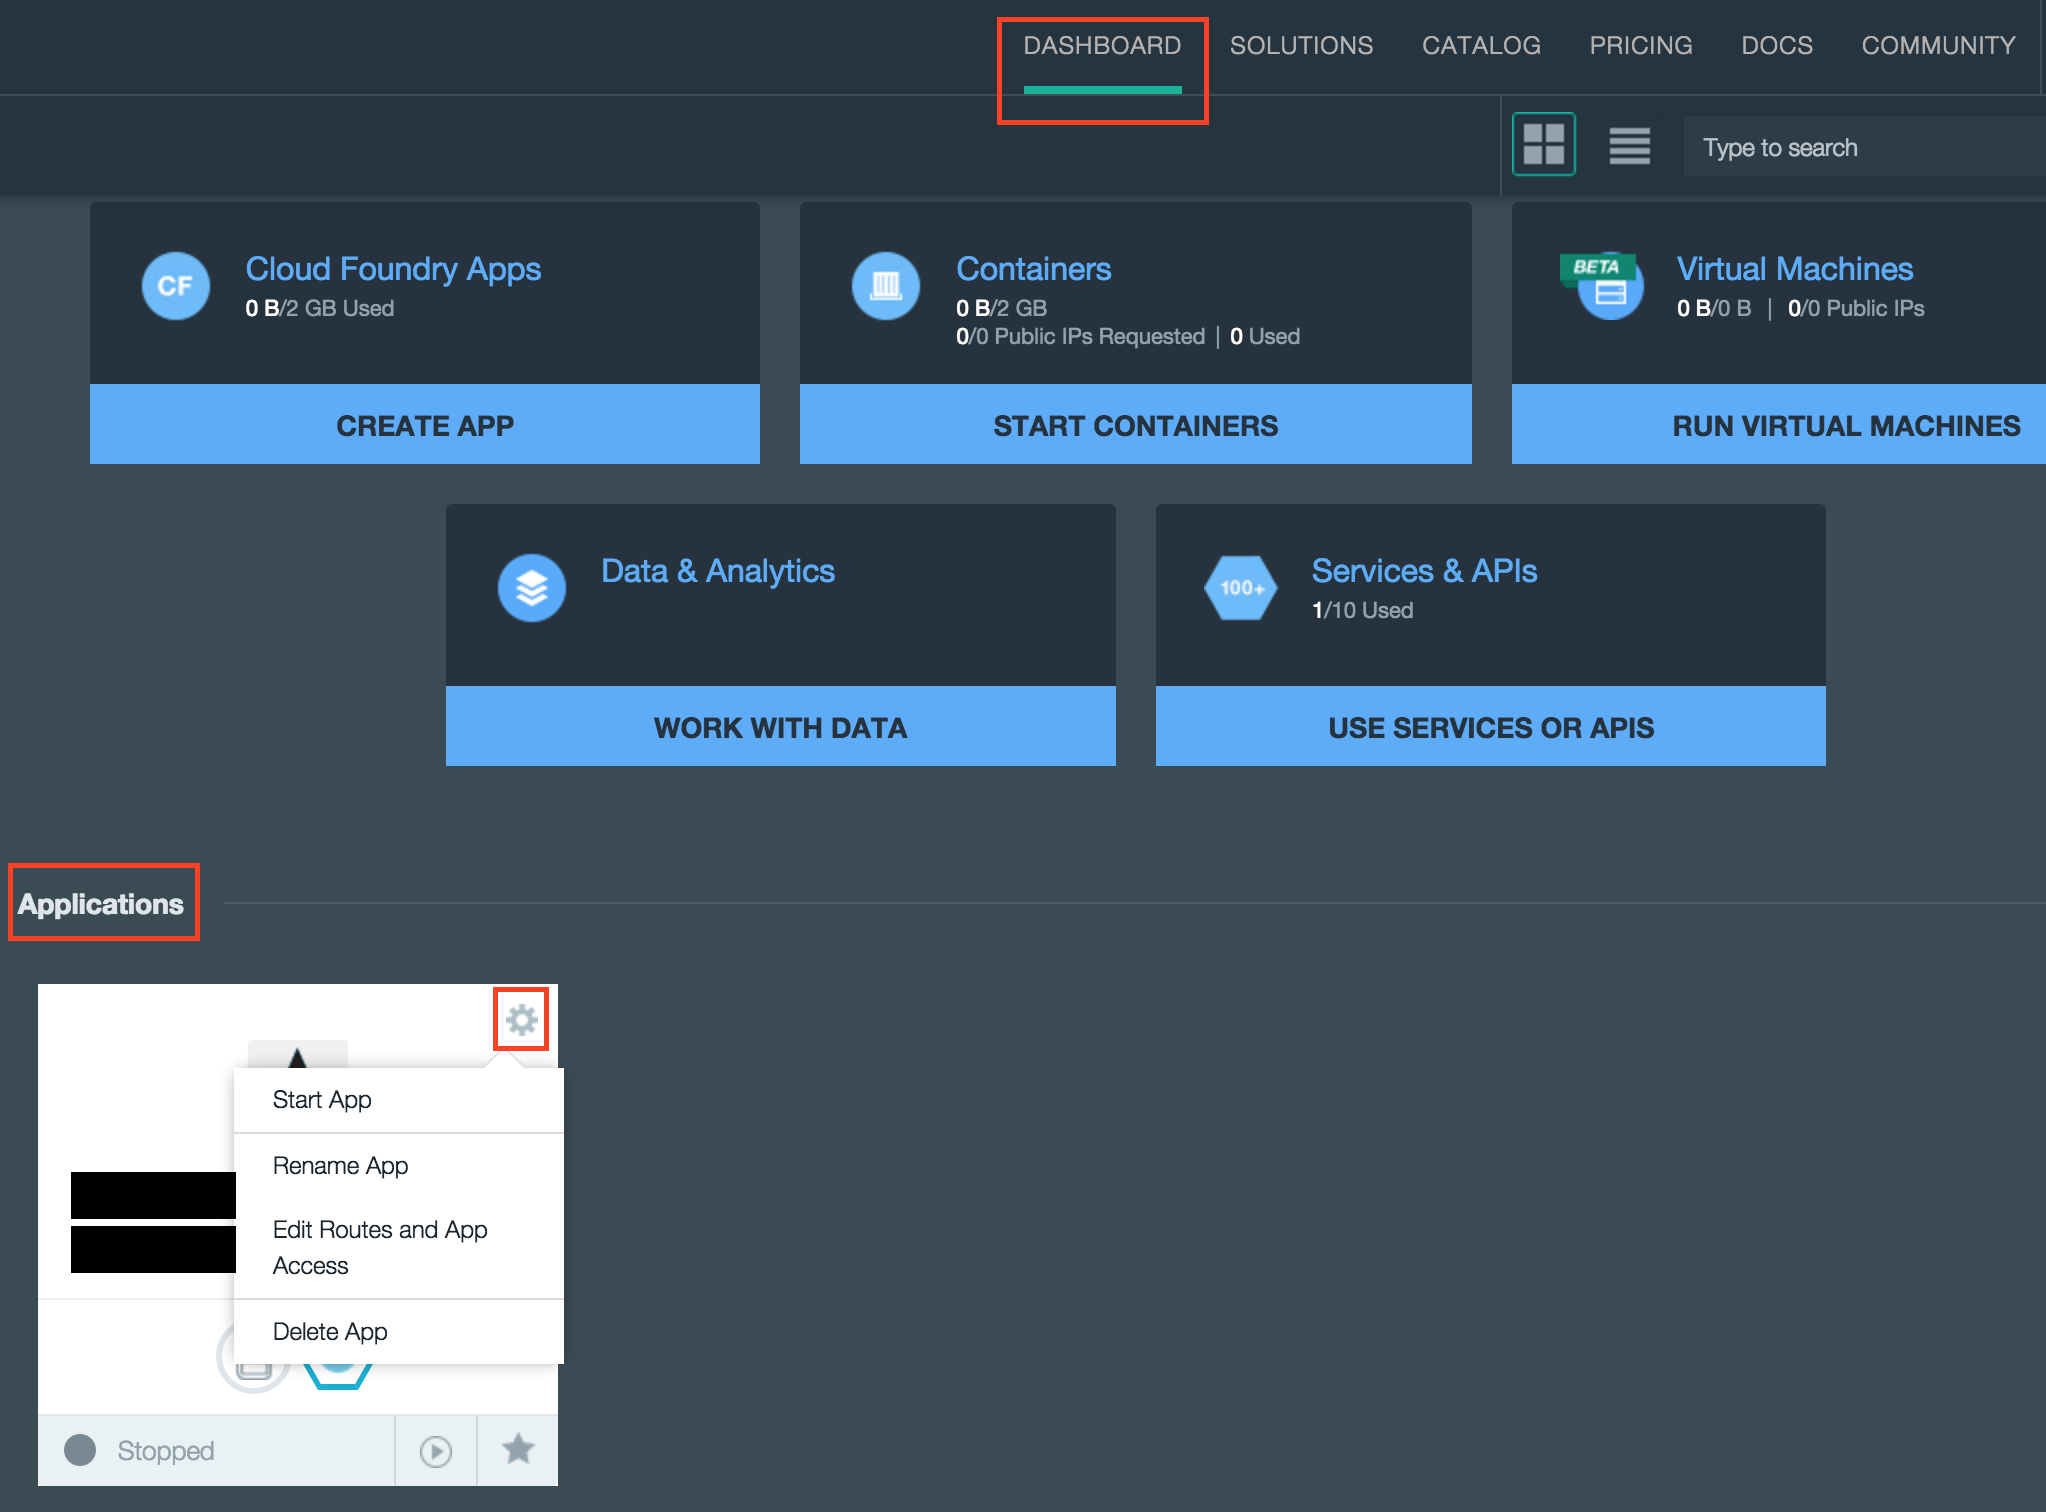 DASHBOARD SOLUTIONS CATALOG PRICING DOCS COMMUNITY
Type to search
CF
Cloud Foundry Apps
0 B/2 GB Used
CREATE APP
Containers
0 B/2 GB
0/0 Public IPs Requested | 0 Used
START CONTAINERS
BETA
Virtual Machines
0 B/0 B | 0/0 Public IPs
RUN VIRTUAL MACHINES
Data & Analytics
WORK WITH DATA
100+
Services & APIs
1/10 Used
USE SERVICES OR APIS
Applications
Start App
Rename App
Edit Routes and App
Access
Delete App
Stopped